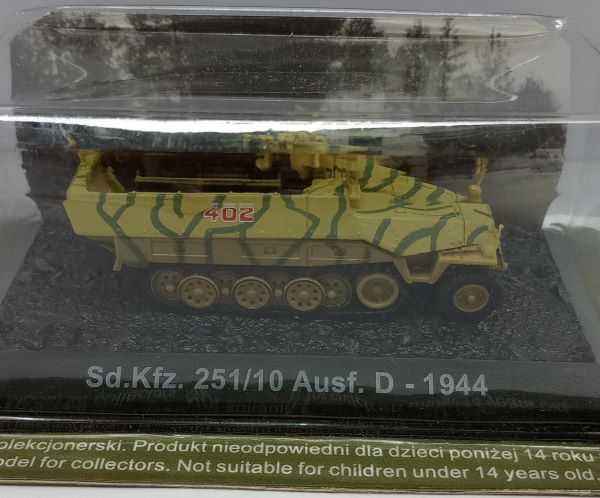 402
Sd.Kfz. 251/10 Ausf. D - 1944
olekcjonerski. Produkt nieodpowiedni dla dzieci poniżej 14 roku
odel for collectors. Not suitable for children under 14 years old.